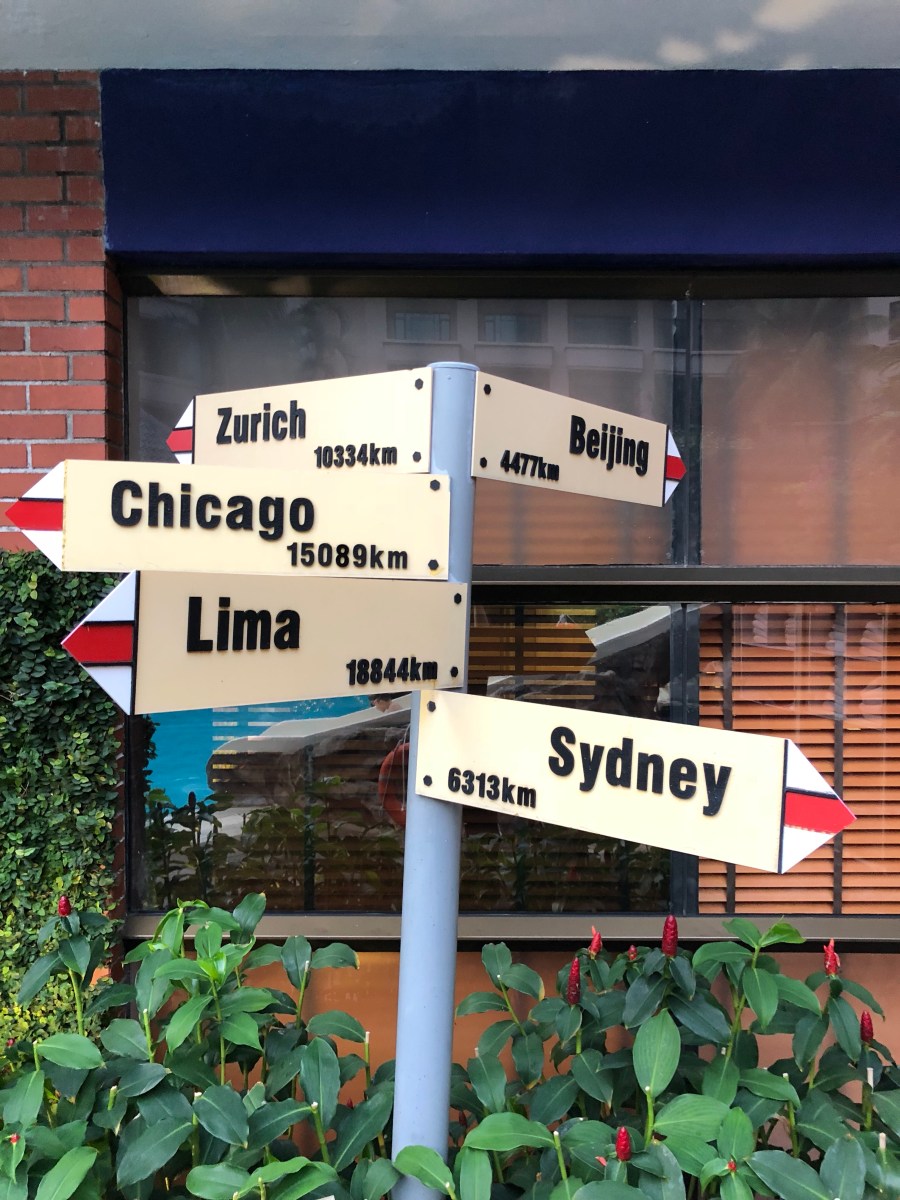 Zurich
10334km
Beijing
4477km
Chicago
15089km
Lima
18844km
Sydney
6313km